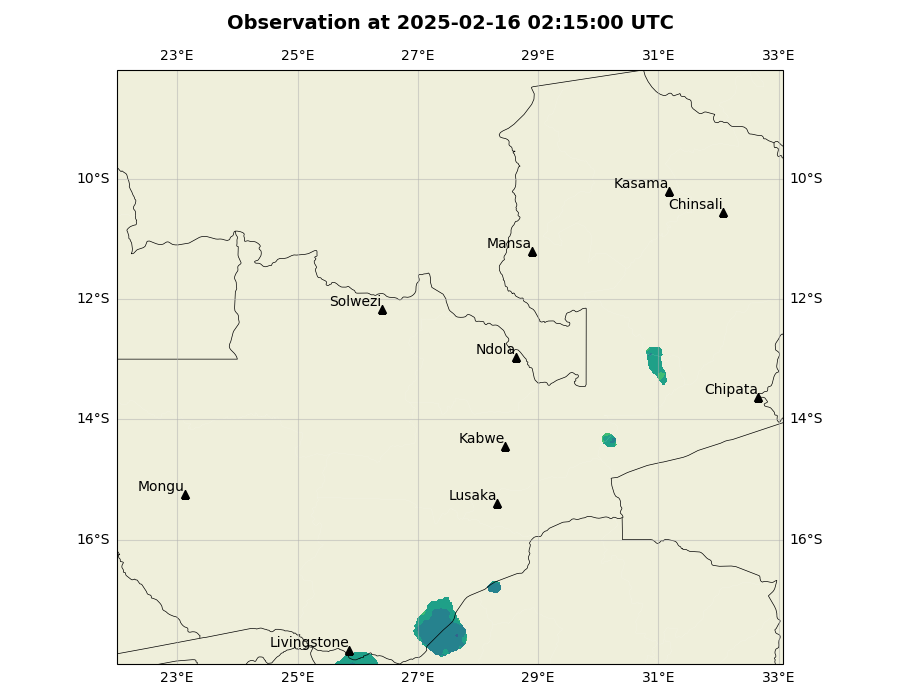 Observation at 2025-02-16 02:15:00 UTC
23°E 25°E 27°E 29°E 31°E 33°E
10°S 10°S
Kasama
Chinsali
Mansa
12°S 12°S
Solwezi
Ndola
Chipata
14°S 14°S
Kabwe
Mongu
Lusaka
16°S 16°S
Livingstone
23°E 25°E 27°E 29°E 31°E 33°E